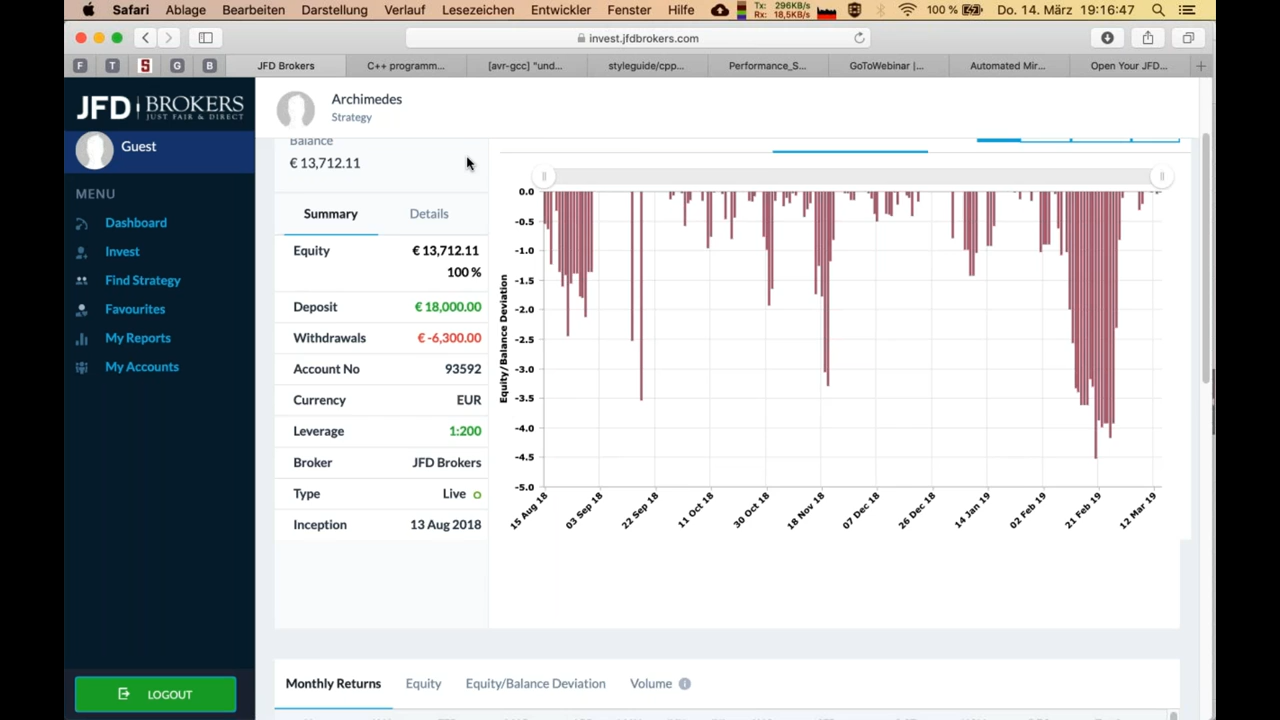 Safari Ablage Bearbeiten Darstellung Verlauf Lesezeichen Entwickler Fenster Hilfe Tx: 296KB/s Rx: 18,5KB/s 100 % Do. 14. März 19:16:47
invest.jfdbrokers.com
F T S G B JFD Brokers C++ programm... [avr-gcc] "und... styleguide/cpp... Performance_S... GoToWebinar |... Automated Mir... Open Your JFD...
JFD BROKERS
JUST FAIR & DIRECT
Guest
MENU
Dashboard
Invest
Find Strategy
Favourites
My Reports
My Accounts
LOGOUT
Archimedes
Strategy
Balance
€ 13,712.11
Summary Details
Equity € 13,712.11
100 %
Deposit € 18,000.00
Withdrawals € -6,300.00
Account No 93592
Currency EUR
Leverage 1:200
Broker JFD Brokers
Type Live
Inception 13 Aug 2018
Equity/Balance Deviation
0.0
-0.5
-1.0
-1.5
-2.0
-2.5
-3.0
-3.5
-4.0
-4.5
-5.0
15 Aug 18 03 Sep 18 22 Sep 18 11 Oct 18 30 Oct 18 18 Nov 18 07 Dec 18 26 Dec 18 14 Jan 19 02 Feb 19 21 Feb 19 12 Mar 19
Monthly Returns Equity Equity/Balance Deviation Volume